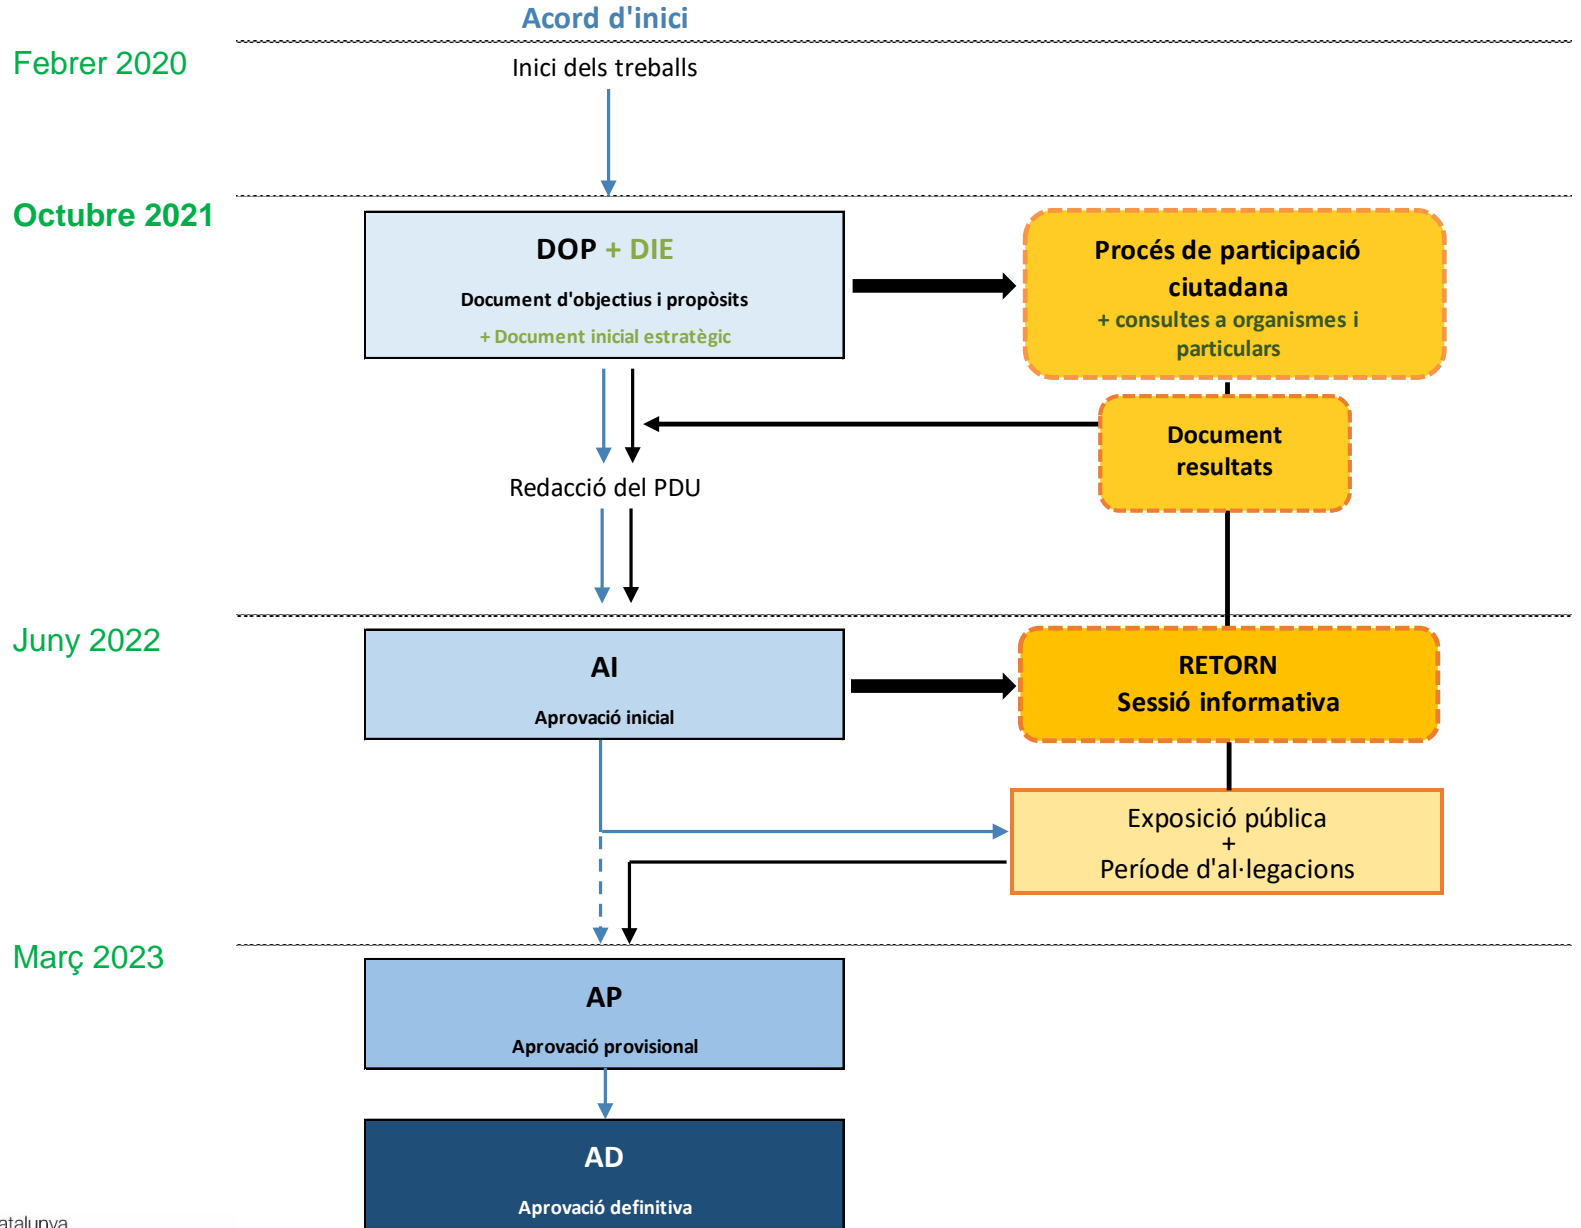 Acord d'inici
Febrer 2020
Inici dels treballs
Octubre 2021
DOP + DIE
Document d'objectius i propòsits
+ Document inicial estratègic
Procés de participació
ciutadana
+ consultes a organismes i
particulars
Document
resultats
Redacció del PDU
Juny 2022
AI
Aprovació inicial
RETORN
Sessió informativa
Exposició pública
+
Període d'al·legacions
Març 2023
AP
Aprovació provisional
AD
Aprovació definitiva